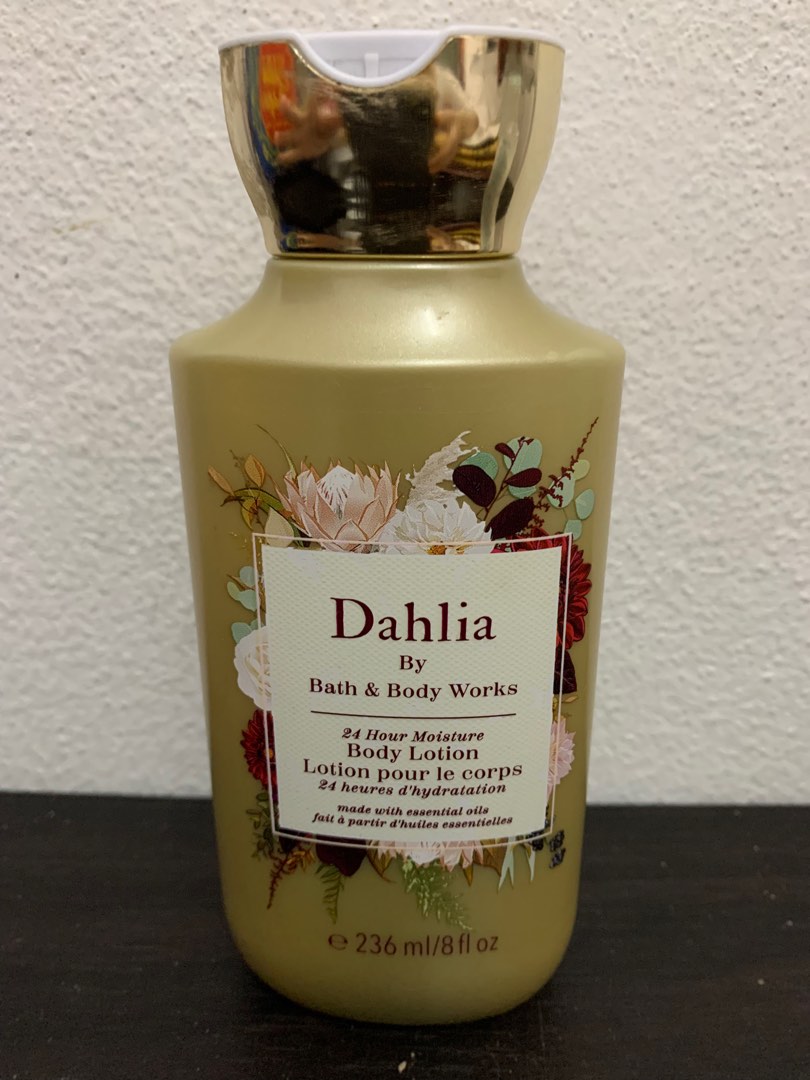 Dahlia
By
Bath & Body Works
24 Hour Moisture
Body Lotion
Lotion pour le corps
24 heures d'hydratation
made with essential oils
fait à partir d'huiles essentielles
℮ 236 ml/8 fl oz